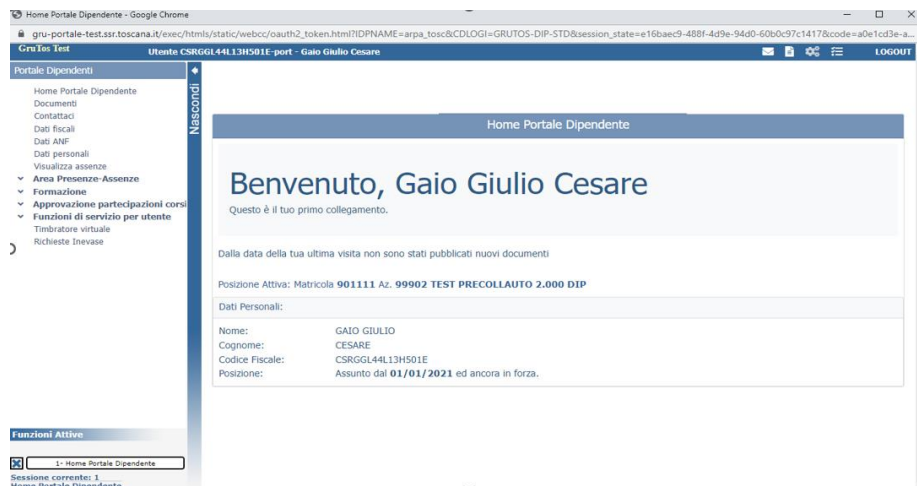 Home Portale Dipendente - Google Chrome
gru-portale-test.ssr.toscana.it/exec/htmls/static/webcc/oauth2_token.html?IDPNAME=arpa_tosc&CDLOGI=GRUTOS-DIP-STD&session_state=e16baec9-488f-4d9e-94d0-60b0c97c1417&code=a0e1cd3e-a...
GruTos Test
Utente CSRGGL44L13H501E-port - Gaio Giulio Cesare
LOGOUT
Portale Dipendenti
Nascondi
Home Portale Dipendente
Documenti
Contattaci
Dati fiscali
Dati ANF
Dati personali
Visualizza assenze
Area Presenze-Assenze
Formazione
Approvazione partecipazioni corsi
Funzioni di servizio per utente
Timbratore virtuale
Richieste Inevase
Home Portale Dipendente
Benvenuto, Gaio Giulio Cesare
Questo è il tuo primo collegamento.
Dalla data della tua ultima visita non sono stati pubblicati nuovi documenti
Posizione Attiva: Matricola 901111 Az. 99902 TEST PRECOLLAUTO 2.000 DIP
Dati Personali:
Nome: GAIO GIULIO
Cognome: CESARE
Codice Fiscale: CSRGGL44L13H501E
Posizione: Assunto dal 01/01/2021 ed ancora in forza.
Funzioni Attive
1- Home Portale Dipendente
Sessione corrente: 1
Home Portale Dipendente